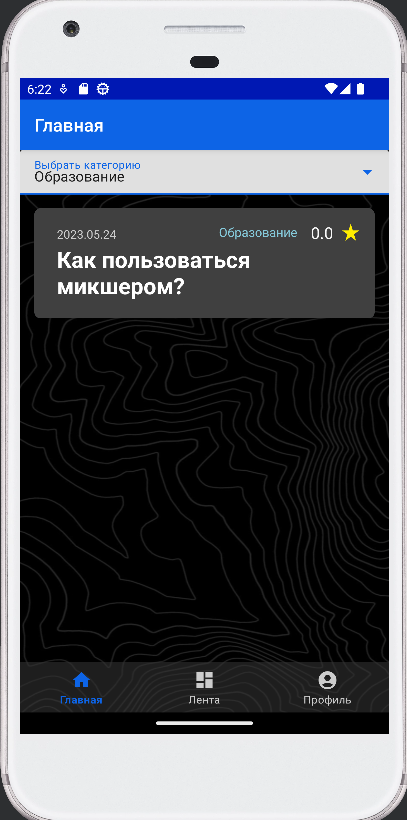 6:22
Главная
Выбрать категорию
Образование
2023.05.24 Образование 0.0
Как пользоваться
микшером?
Главная Лента Профиль